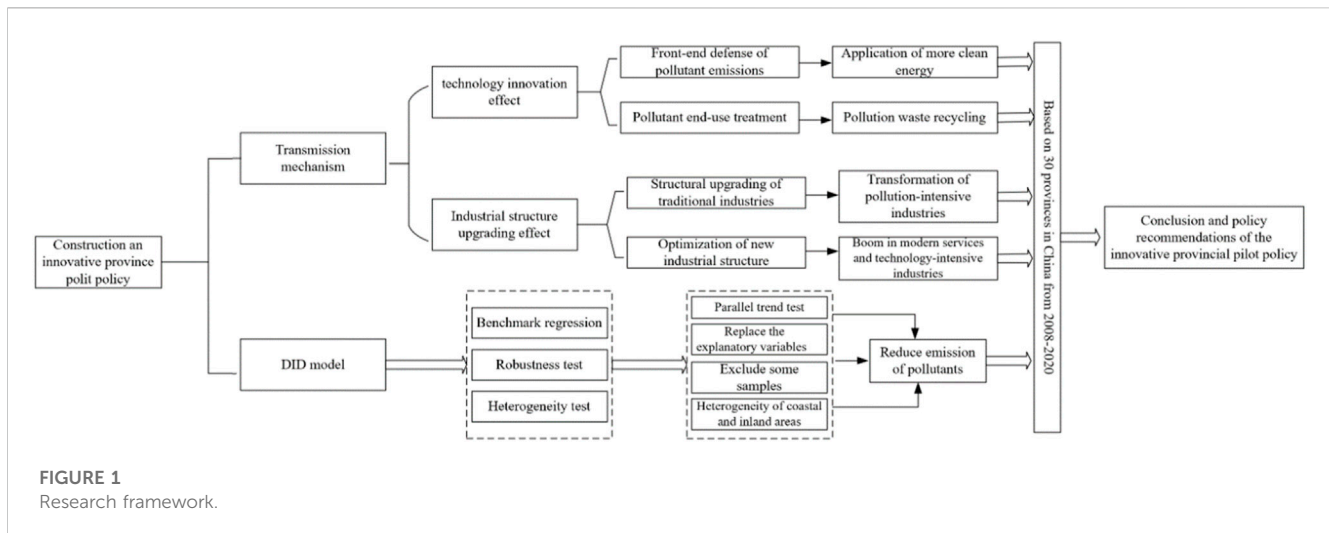 Construction an
innovative province
polit policy
Transmission
mechanism
DID model
technology innovation
effect
Industrial structure
upgrading effect
Front-end defense of
pollutant emissions
Application of more clean
energy
Pollutant end-use treatment
Pollution waste recycling
Structural upgrading of
traditional industries
Transformation of
pollution-intensive
industries
Optimization of new
industrial structure
Boom in modern services
and technology-intensive
industries
Benchmark regression
Robustness test
Heterogeneity test
Parallel trend test
Replace the
explanatory variables
Exclude some
samples
Heterogeneity of coastal
and inland areas
Reduce emission
of pollutants
Based on 30 provinces in China from 2008-2020
Conclusion and policy
recommendations of the
innovative provincial pilot policy
FIGURE 1
Research framework.